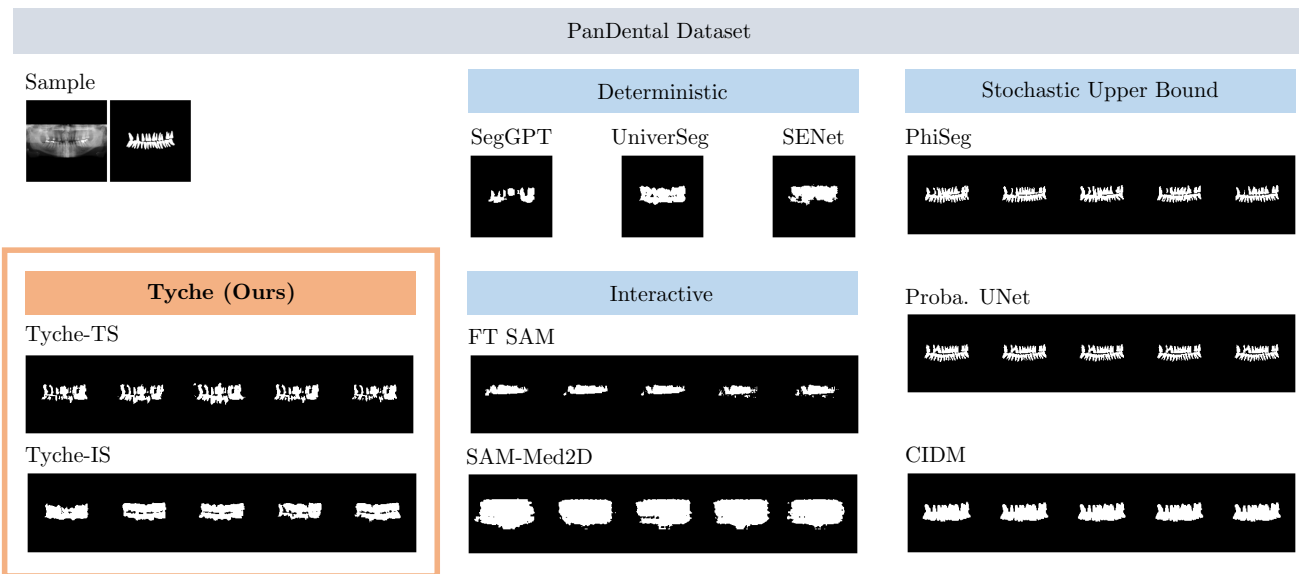 PanDental Dataset
Sample
Deterministic
SegGPT
UniverSeg
SENet
Stochastic Upper Bound
PhiSeg
Tyche (Ours)
Tyche-TS
Tyche-IS
Interactive
FT SAM
SAM-Med2D
Proba. UNet
CIDM